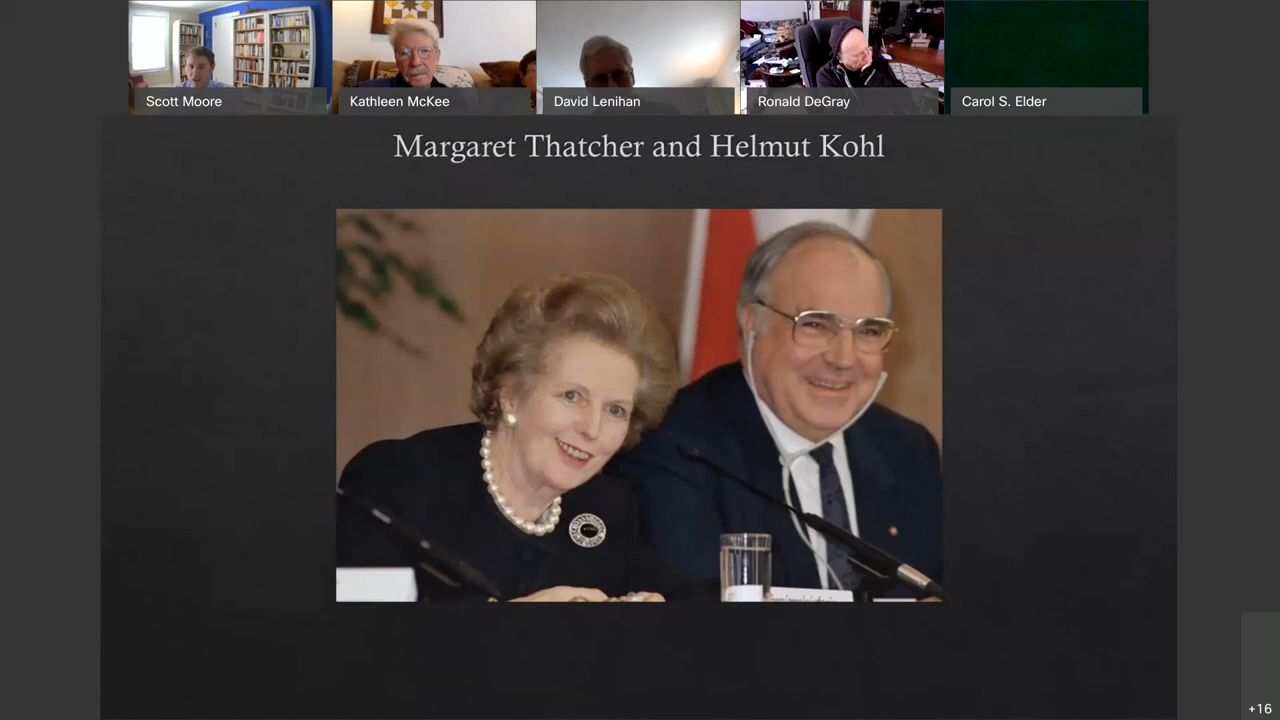 Scott Moore
Kathleen McKee
David Lenihan
Ronald DeGray
Carol S. Elder
Margaret Thatcher and Helmut Kohl
+16